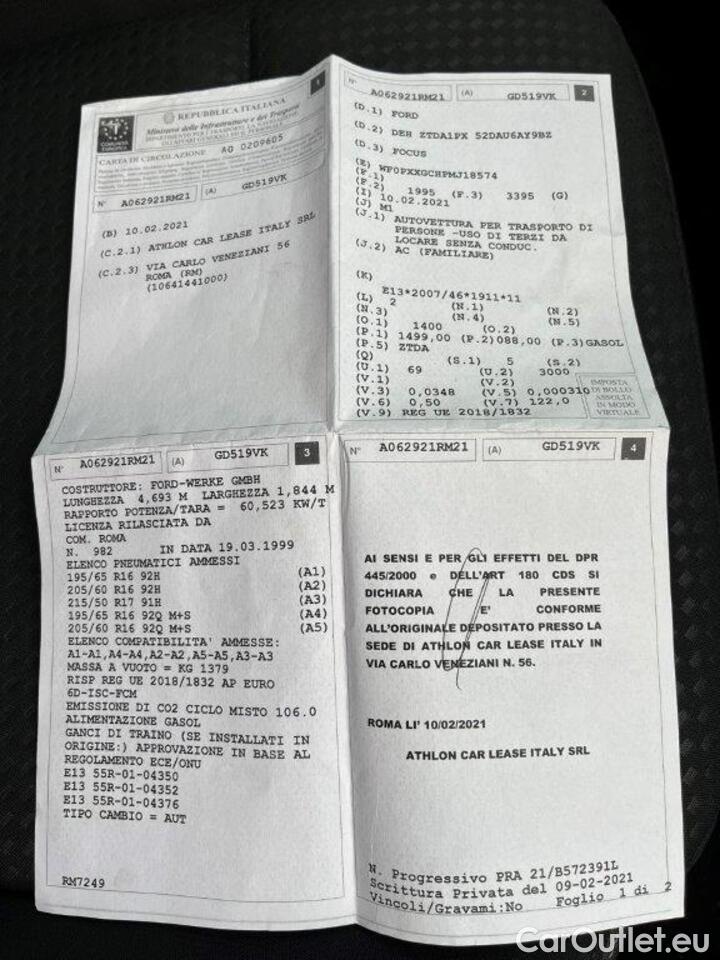 1
REPUBBLICA ITALIANA
Ministero delle Infrastrutture e dei Trasporti
COMUNITÀ EUROPEA
CARTA DI CIRCOLAZIONE AO 0209605
N° A062921RM21 (A) GD519VK
(B) 10.02.2021
(C.2.1) ATHLON CAR LEASE ITALY SRL
(C.2.3) VIA CARLO VENEZIANI 56
ROMA (RM)
(10641441000)
N° A062921RM21 (A) GD519VK 2
(D.1) FORD
(D.2) DEH ZTDA1PX 52DAU6AY9BZ
(D.3) FOCUS
(E) WF0PXXGCHPMJ18574
(F.1)
(F.2) 1995 (F.3) 3395 (G)
(I) 10.02.2021
(J) M1
(J.1) AUTOVETTURA PER TRASPORTO DI
PERSONE -USO DI TERZI DA
LOCARE SENZA CONDUC.
(J.2) AC (FAMILIARE)
(K)
E13*2007/46*1911*11
(L) 2 (N.1) (N.2)
(N.3) (N.4) (N.5)
(O.1) 1400 (O.2)
(P.1) 1499,00 (P.2)088,00 (P.3)GASOL
(P.5) ZTDA
(Q) (S.1) 5 (S.2)
(U.1) 69 (U.2) 3000
(V.1) (V.2)
(V.3) 0,0348 (V.5) 0,000310
(V.6) 0,50 (V.7) 122,0
(V.9) REG UE 2018/1832
IMPOSTA
DI BOLLO
ASSOLTA
IN MODO
VIRTUALE
N° A062921RM21 (A) GD519VK 3
COSTRUTTORE: FORD-WERKE GMBH
LUNGHEZZA 4,693 M LARGHEZZA 1,844 M
RAPPORTO POTENZA/TARA = 60,523 KW/T
LICENZA RILASCIATA DA
COM. ROMA
N. 982 IN DATA 19.03.1999
ELENCO PNEUMATICI AMMESSI
195/65 R16 92H (A1)
205/60 R16 92H (A2)
215/50 R17 91H (A3)
195/65 R16 92Q M+S (A4)
205/60 R16 92Q M+S (A5)
ELENCO COMPATIBILITA' AMMESSE:
A1-A1,A4-A4,A2-A2,A5-A5,A3-A3
MASSA A VUOTO = KG 1379
RISP REG UE 2018/1832 AP EURO
6D-ISC-FCM
EMISSIONE DI CO2 CICLO MISTO 106.0
ALIMENTAZIONE GASOL
GANCI DI TRAINO (SE INSTALLATI IN
ORIGINE:) APPROVAZIONE IN BASE AL
REGOLAMENTO ECE/ONU
E13 55R-01-04350
E13 55R-01-04352
E13 55R-01-04376
TIPO CAMBIO = AUT
RM7249
N° A062921RM21 (A) GD519VK 4
AI SENSI E PER GLI EFFETTI DEL DPR
445/2000 e DELL'ART 180 CDS SI
DICHIARA CHE LA PRESENTE
FOTOCOPIA E' CONFORME
ALL'ORIGINALE DEPOSITATO PRESSO LA
SEDE DI ATHLON CAR LEASE ITALY IN
VIA CARLO VENEZIANI N. 56.
ROMA LI' 10/02/2021
ATHLON CAR LEASE ITALY SRL
N. Progressivo PRA 21/B572391L
Scrittura Privata del 09-02-2021
Vincoli/Gravami:No Foglio 1 di 2
CarOutlet.eu